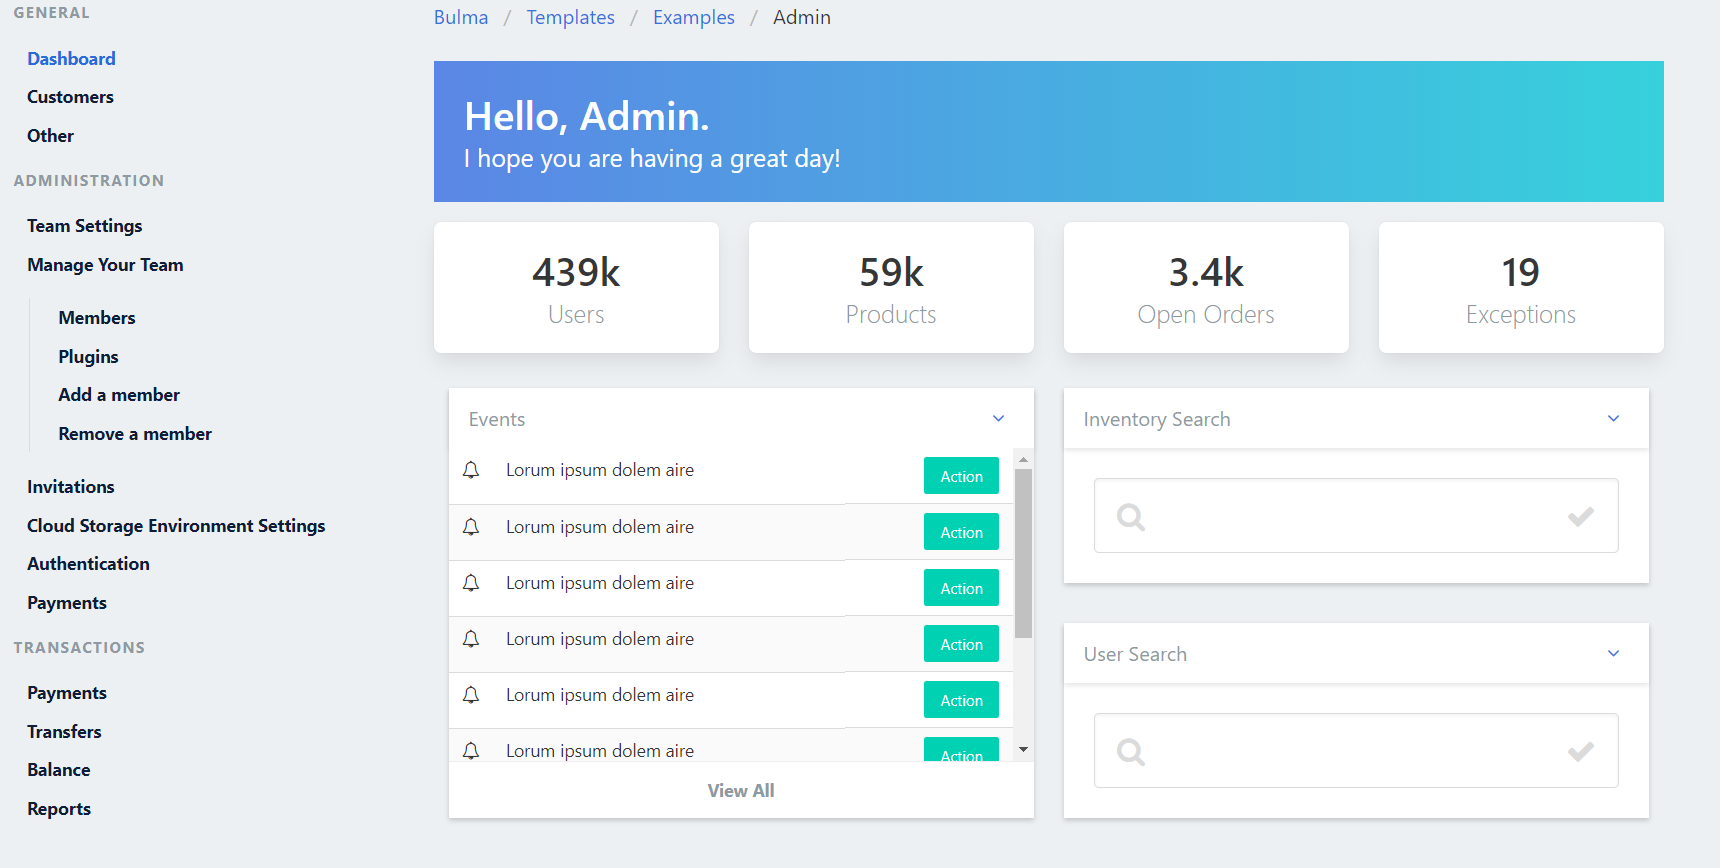 GENERAL
Dashboard
Customers
Other
ADMINISTRATION
Team Settings
Manage Your Team
Members
Plugins
Add a member
Remove a member
Invitations
Cloud Storage Environment Settings
Authentication
Payments
TRANSACTIONS
Payments
Transfers
Balance
Reports
Bulma / Templates / Examples / Admin
Hello, Admin.
I hope you are having a great day!
439k
Users
59k
Products
3.4k
Open Orders
19
Exceptions
Events
Lorum ipsum dolem aire Action
Lorum ipsum dolem aire Action
Lorum ipsum dolem aire Action
Lorum ipsum dolem aire Action
Lorum ipsum dolem aire Action
Lorum ipsum dolem aire Action
View All
Inventory Search
User Search